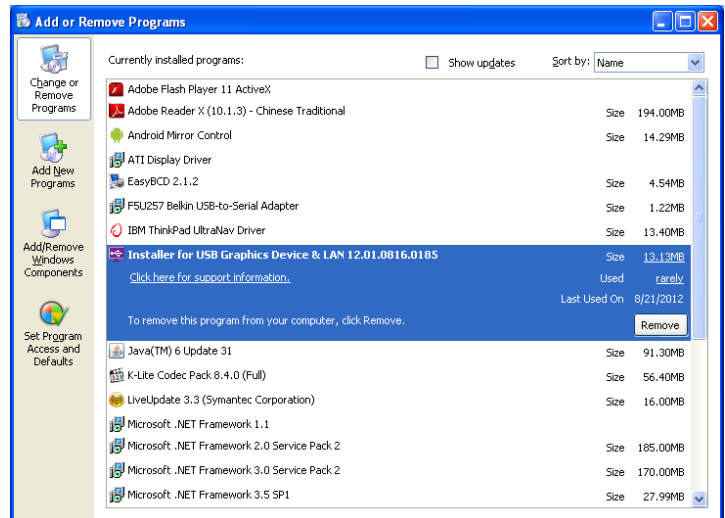 Add or Remove Programs
Change or
Remove
Programs
Add New
Programs
Add/Remove
Windows
Components
Set Program
Access and
Defaults
Currently installed programs:
Show updates
Sort by: Name
Adobe Flash Player 11 ActiveX
Adobe Reader X (10.1.3) - Chinese Traditional Size 194.00MB
Android Mirror Control Size 14.29MB
ATI Display Driver
EasyBCD 2.1.2 Size 4.54MB
F5U257 Belkin USB-to-Serial Adapter Size 1.22MB
IBM ThinkPad UltraNav Driver Size 13.40MB
Installer for USB Graphics Device & LAN 12.01.0816.0185 Size 13.13MB
Click here for support information. Used rarely
Last Used On 8/21/2012
To remove this program from your computer, click Remove. Remove
Java(TM) 6 Update 31 Size 91.30MB
K-Lite Codec Pack 8.4.0 (Full) Size 56.40MB
LiveUpdate 3.3 (Symantec Corporation) Size 16.00MB
Microsoft .NET Framework 1.1
Microsoft .NET Framework 2.0 Service Pack 2 Size 185.00MB
Microsoft .NET Framework 3.0 Service Pack 2 Size 170.00MB
Microsoft .NET Framework 3.5 SP1 Size 27.99MB